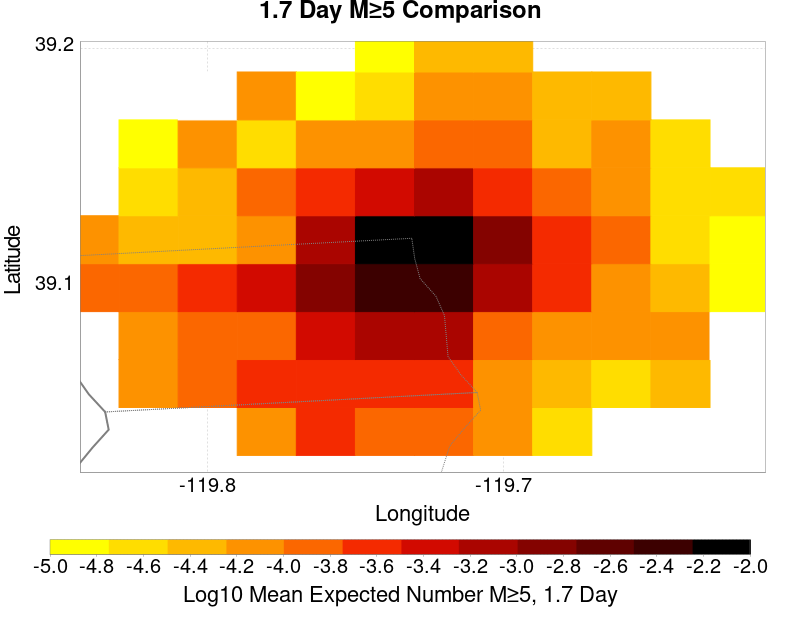 1.7 Day M≥5 Comparison
39.2
39.1
Latitude
-119.8 -119.7
Longitude
-5.0 -4.8 -4.6 -4.4 -4.2 -4.0 -3.8 -3.6 -3.4 -3.2 -3.0 -2.8 -2.6 -2.4 -2.2 -2.0
Log10 Mean Expected Number M≥5, 1.7 Day